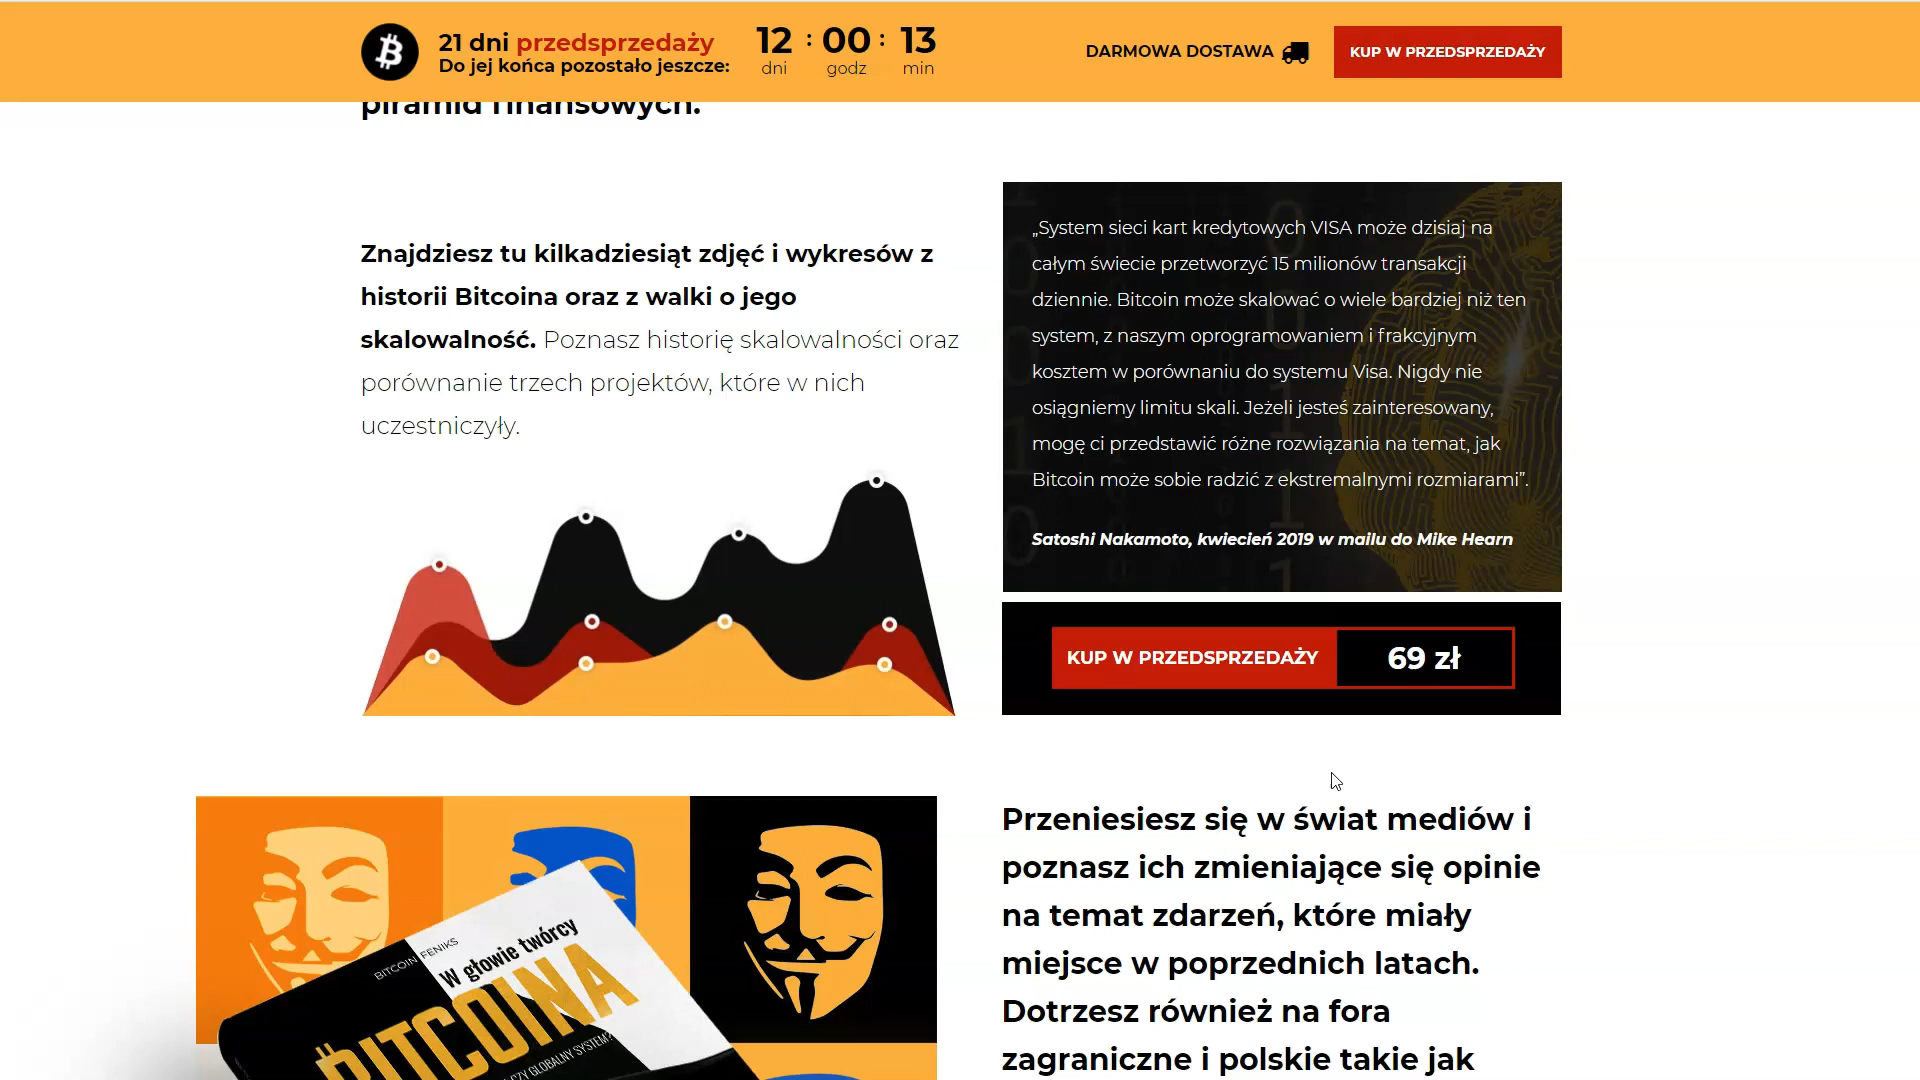 21 dni przedsprzedaży
Do jej końca pozostało jeszcze:
12 : 00 : 13
dni godz min
DARMOWA DOSTAWA
KUP W PRZEDSPRZEDAŻY
piramid finansowych.
Znajdziesz tu kilkadziesiąt zdjęć i wykresów z
historii Bitcoina oraz z walki o jego
skalowalność. Poznasz historię skalowalności oraz
porównanie trzech projektów, które w nich
uczestniczyły.
„System sieci kart kredytowych VISA może dzisiaj na
całym świecie przetworzyć 15 milionów transakcji
dziennie. Bitcoin może skalować o wiele bardziej niż ten
system, z naszym oprogramowaniem i frakcyjnym
kosztem w porównaniu do systemu Visa. Nigdy nie
osiągniemy limitu skali. Jeżeli jesteś zainteresowany,
mogę ci przedstawić różne rozwiązania na temat, jak
Bitcoin może sobie radzić z ekstremalnymi rozmiarami”.
Satoshi Nakamoto, kwiecień 2019 w mailu do Mike Hearn
KUP W PRZEDSPRZEDAŻY 69 zł
BITCOIN FENIKS
W głowie twórcy
BITCOINA
CZY GLOBALNY SYSTEM?
Przeniesiesz się w świat mediów i
poznasz ich zmieniające się opinie
na temat zdarzeń, które miały
miejsce w poprzednich latach.
Dotrzesz również na fora
zagraniczne i polskie takie jak